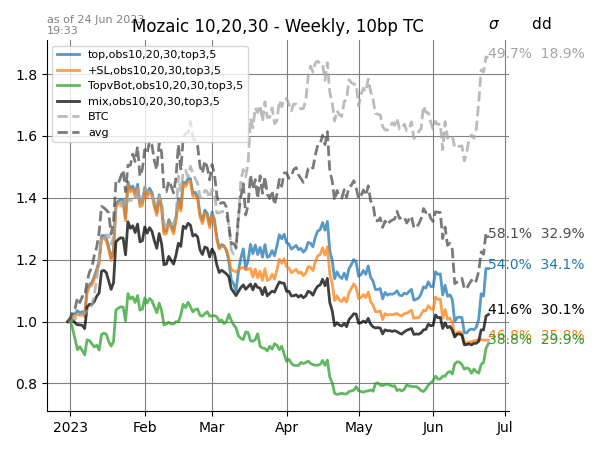 as of 24 Jun 2023
19:33
Mozaic 10,20,30 - Weekly, 10bp TC
σ dd
top,obs10,20,30,top3,5
+SL,obs10,20,30,top3,5
TopvBot,obs10,20,30,top3,5
mix,obs10,20,30,top3,5
BTC
avg
49.7% 18.9%
58.1% 32.9%
54.0% 34.1%
41.6% 30.1%
46.8% 35.8%
38.8% 29.9%
1.8
1.6
1.4
1.2
1.0
0.8
2023 Feb Mar Apr May Jun Jul